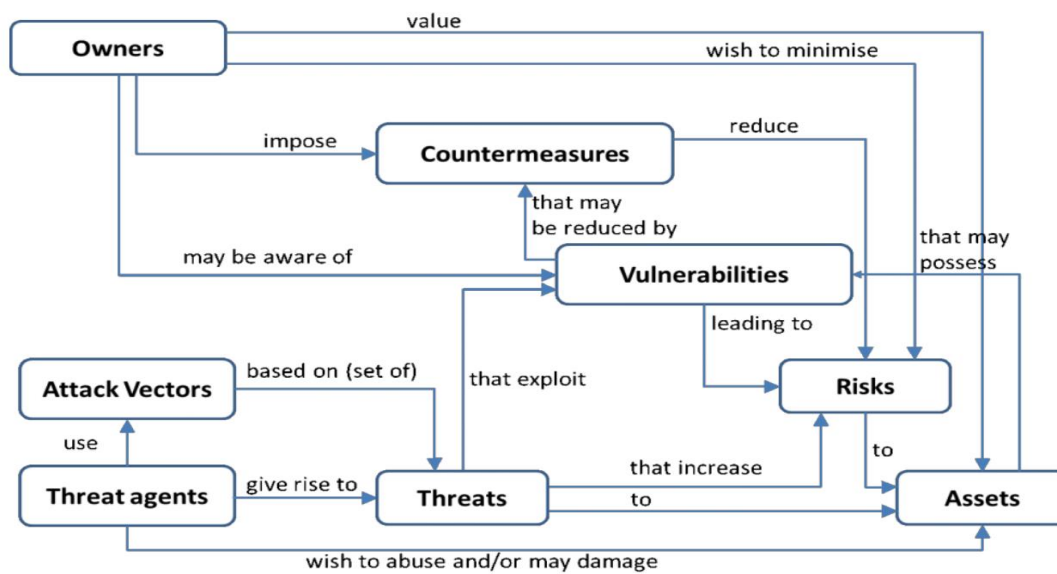 value
Owners
wish to minimise
impose
Countermeasures
reduce
that may
be reduced by
may be aware of
Vulnerabilities
that may
possess
leading to
Attack Vectors
based on (set of)
that exploit
Risks
use
Threat agents
give rise to
Threats
that increase
to
to
Assets
wish to abuse and/or may damage